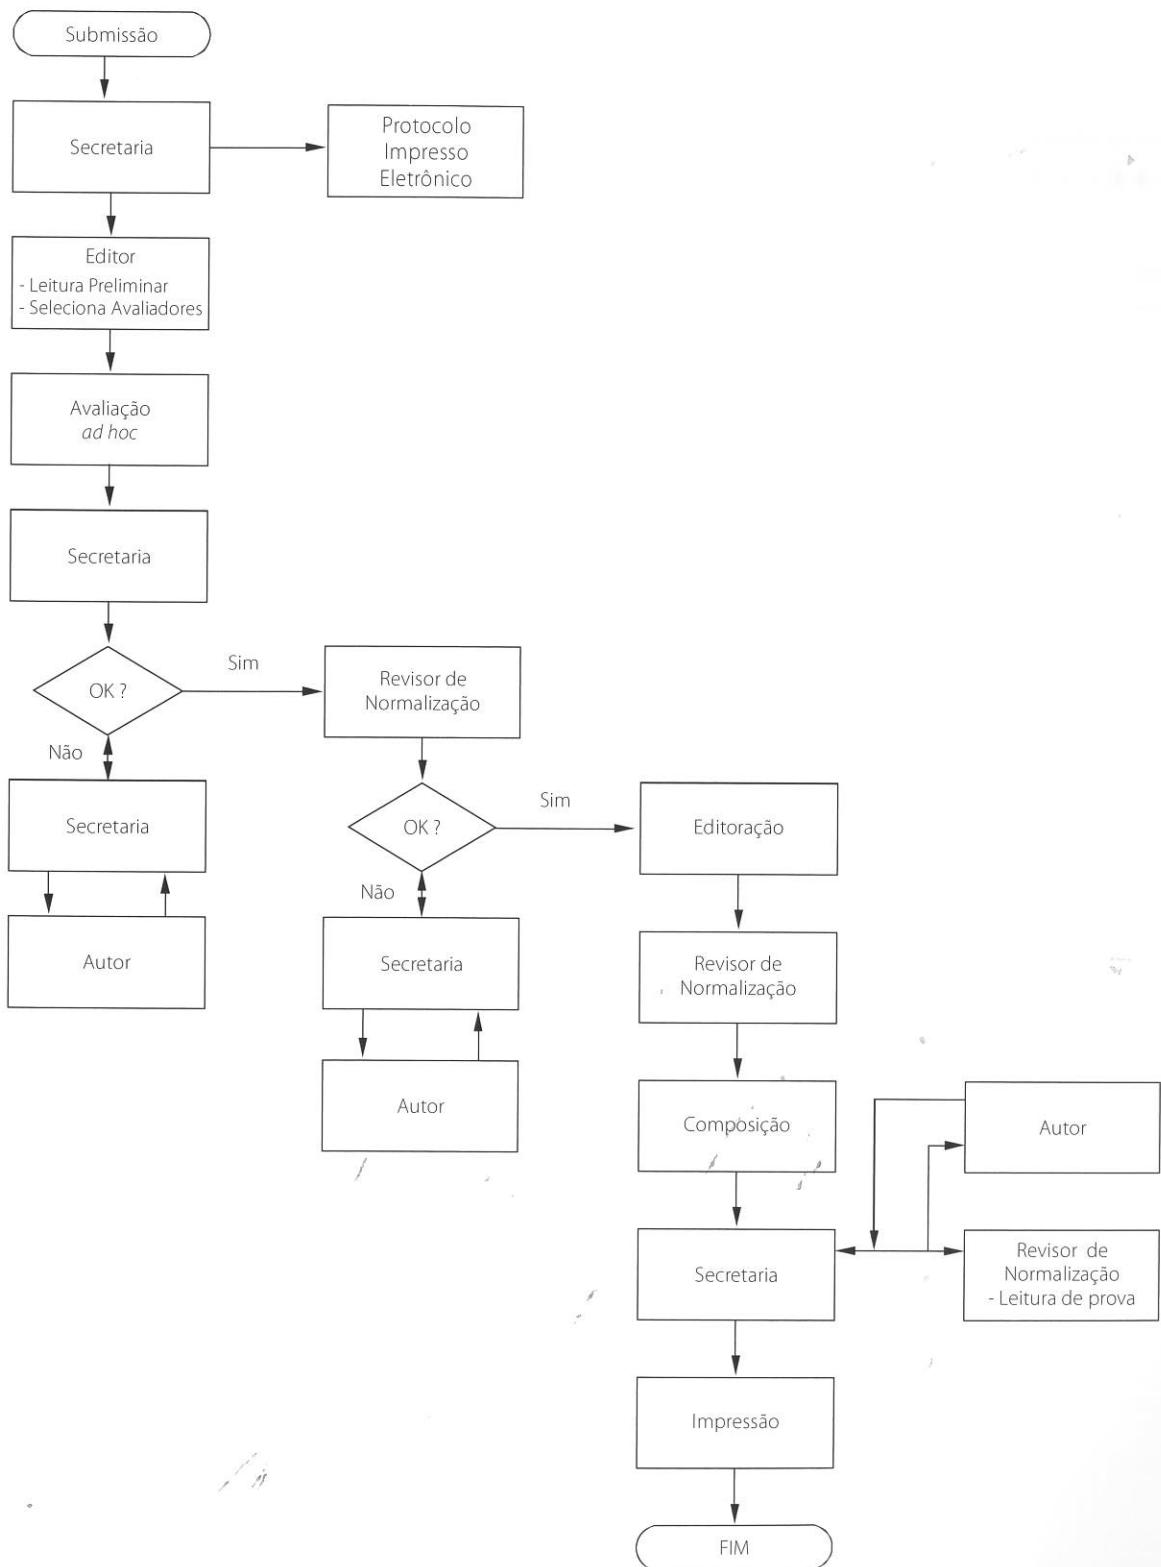 Submissão
Secretaria
Protocolo
Impresso
Eletrônico
Editor
- Leitura Preliminar
- Seleciona Avaliadores
Avaliação
ad hoc
Secretaria
OK ?
Sim
Não
Secretaria
Autor
Revisor de
Normalização
OK ?
Sim
Não
Secretaria
Autor
Editoração
Revisor de
Normalização
Composição
Secretaria
Autor
Revisor de
Normalização
- Leitura de prova
Impressão
FIM